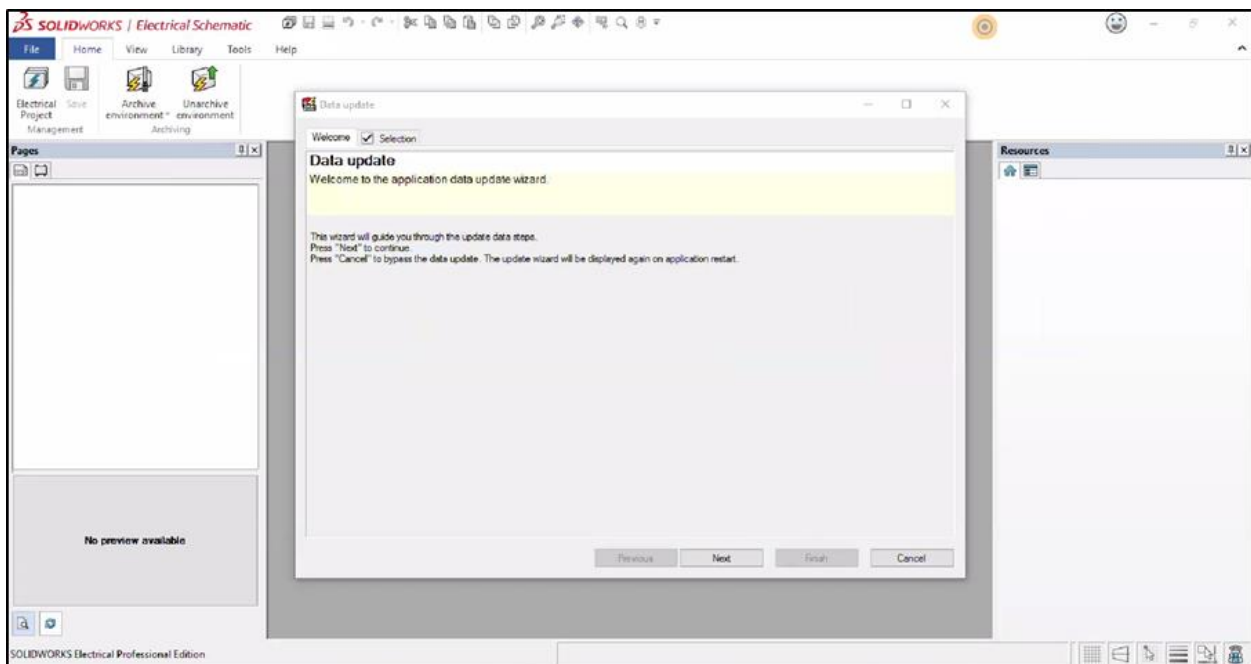 SOLIDWORKS | Electrical Schematic
File Home View Library Tools Help
Electrical Project
Save
Archive environment
Unarchive environment
Management
Archiving
Pages
Data update
Welcome Selection
Data update
Welcome to the application data update wizard.
This wizard will guide you through the update data steps.
Press "Next" to continue.
Press "Cancel" to bypass the data update. The update wizard will be displayed again on application restart.
Previous Next Finish Cancel
Resources
No preview available
SOLIDWORKS Electrical Professional Edition